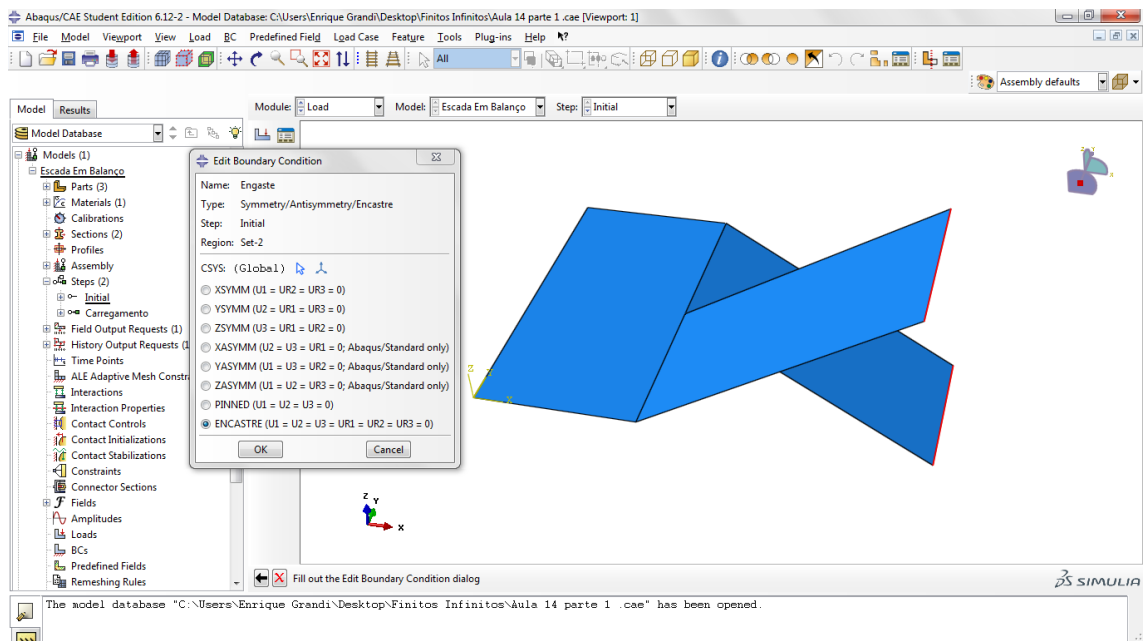 Abaqus/CAE Student Edition 6.12-2 - Model Database: C:\Users\Enrique Grandi\Desktop\Finitos Infinitos\Aula 14 parte 1 .cae [Viewport: 1]
File Model Viewport View Load BC Predefined Field Load Case Feature Tools Plug-ins Help
All
Assembly defaults
Model Results
Module: Load Model: Escada Em Balanço Step: Initial
Model Database
Models (1)
Escada Em Balanço
Parts (3)
Materials (1)
Calibrations
Sections (2)
Profiles
Assembly
Steps (2)
Initial
Carregamento
Field Output Requests (1)
History Output Requests (1
Time Points
ALE Adaptive Mesh Constr
Interactions
Interaction Properties
Contact Controls
Contact Initializations
Contact Stabilizations
Constraints
Connector Sections
Fields
Amplitudes
Loads
BCs
Predefined Fields
Remeshing Rules
Edit Boundary Condition
Name: Engaste
Type: Symmetry/Antisymmetry/Encastre
Step: Initial
Region: Set-2
CSYS: (Global)
XSYMM (U1 = UR2 = UR3 = 0)
YSYMM (U2 = UR1 = UR3 = 0)
ZSYMM (U3 = UR1 = UR2 = 0)
XASYMM (U2 = U3 = UR1 = 0; Abaqus/Standard only)
YASYMM (U1 = U3 = UR2 = 0; Abaqus/Standard only)
ZASYMM (U1 = U2 = UR3 = 0; Abaqus/Standard only)
PINNED (U1 = U2 = U3 = 0)
ENCASTRE (U1 = U2 = U3 = UR1 = UR2 = UR3 = 0)
OK Cancel
Z
X
Z
Y
X
Fill out the Edit Boundary Condition dialog
SIMULIA
The model database "C:\Users\Enrique Grandi\Desktop\Finitos Infinitos\Aula 14 parte 1 .cae" has been opened.